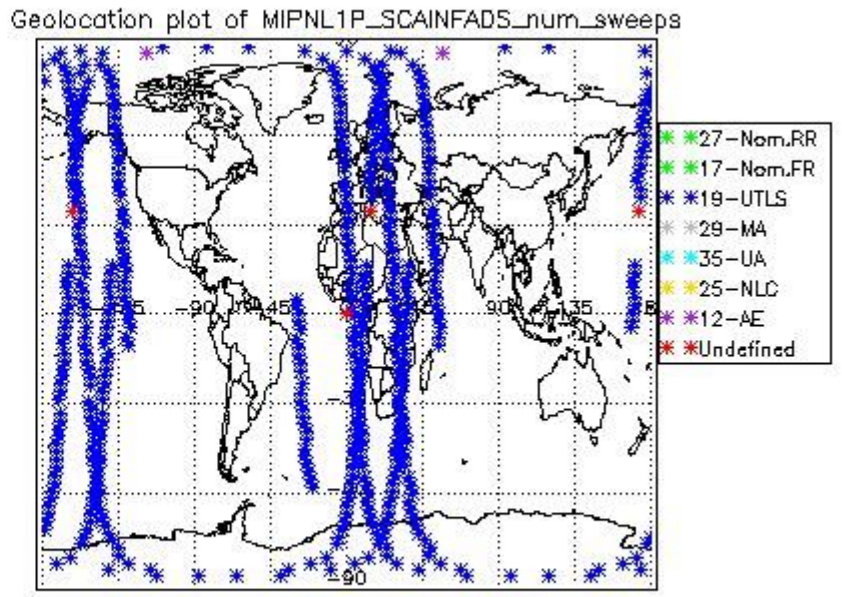 Geolocation plot of MIPNL1P_SCAINFADS_num_sweeps
27-Nom.RR
17-Nom.FR
19-UTLS
29-MA
35-UA
25-NLC
12-AE
Undefined
-90 -45 90 135
-90